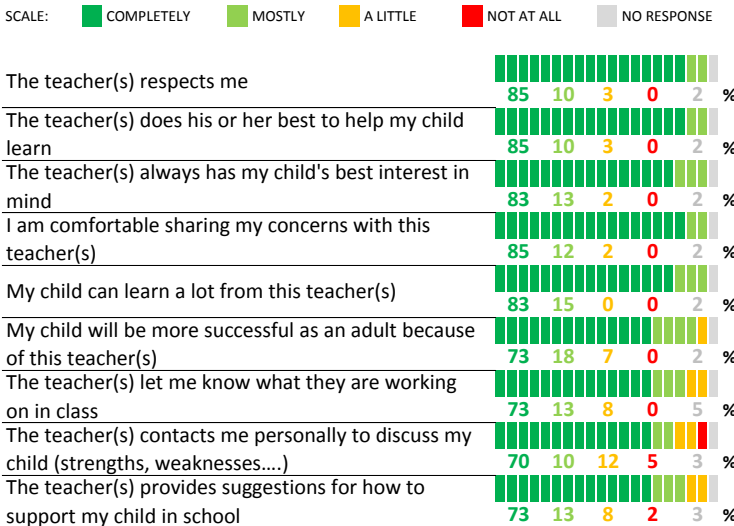 SCALE: COMPLETELY MOSTLY A LITTLE NOT AT ALL NO RESPONSE
The teacher(s) respects me
85 10 3 0 2 %
The teacher(s) does his or her best to help my child
learn
85 10 3 0 2 %
The teacher(s) always has my child's best interest in
mind
83 13 2 0 2 %
I am comfortable sharing my concerns with this
teacher(s)
85 12 2 0 2 %
My child can learn a lot from this teacher(s)
83 15 0 0 2 %
My child will be more successful as an adult because
of this teacher(s)
73 18 7 0 2 %
The teacher(s) let me know what they are working
on in class
73 13 8 0 5 %
The teacher(s) contacts me personally to discuss my
child (strengths, weaknesses....)
70 10 12 5 3 %
The teacher(s) provides suggestions for how to
support my child in school
73 13 8 2 3 %